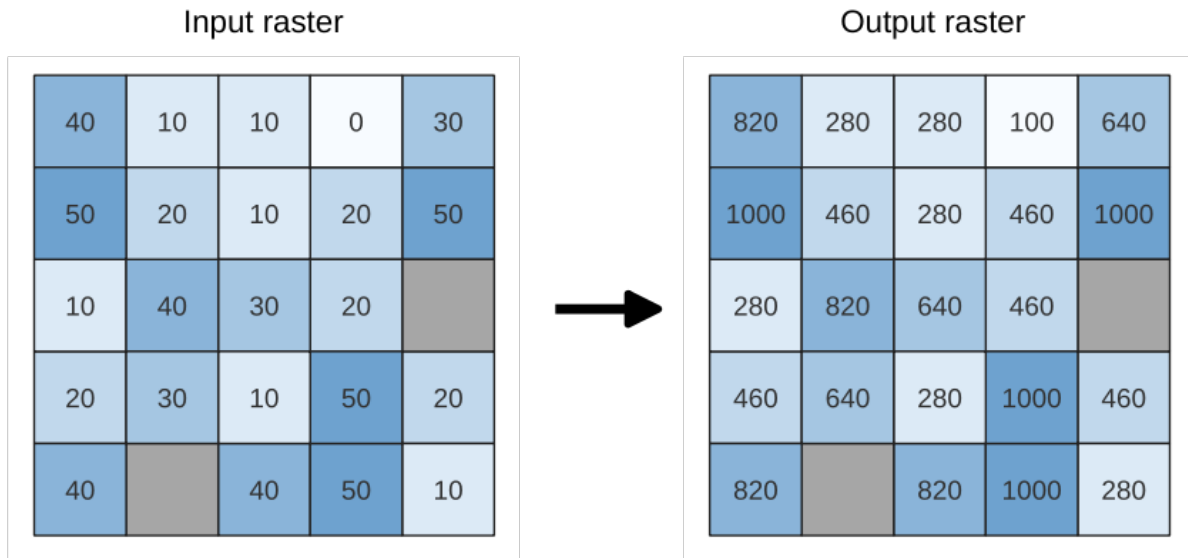 Input raster
40 10 10 0 30
50 20 10 20 50
10 40 30 20
20 30 10 50 20
40 40 50 10
Output raster
820 280 280 100 640
1000 460 280 460 1000
280 820 640 460
460 640 280 1000 460
820 820 1000 280